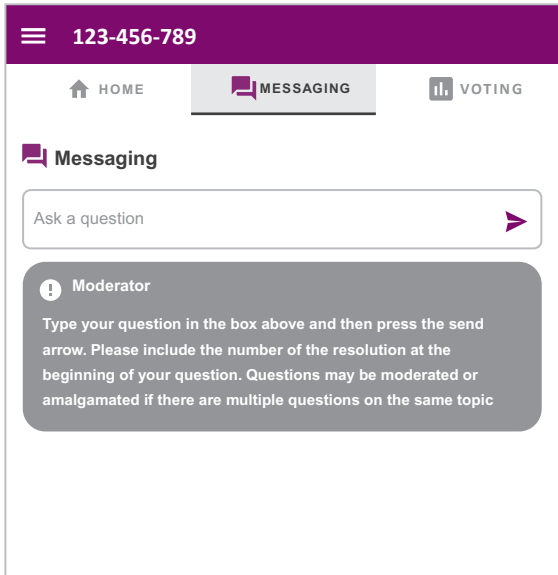 123-456-789
HOME
MESSAGING
VOTING
Messaging
Ask a question
Moderator
Type your question in the box above and then press the send
arrow. Please include the number of the resolution at the
beginning of your question. Questions may be moderated or
amalgamated if there are multiple questions on the same topic